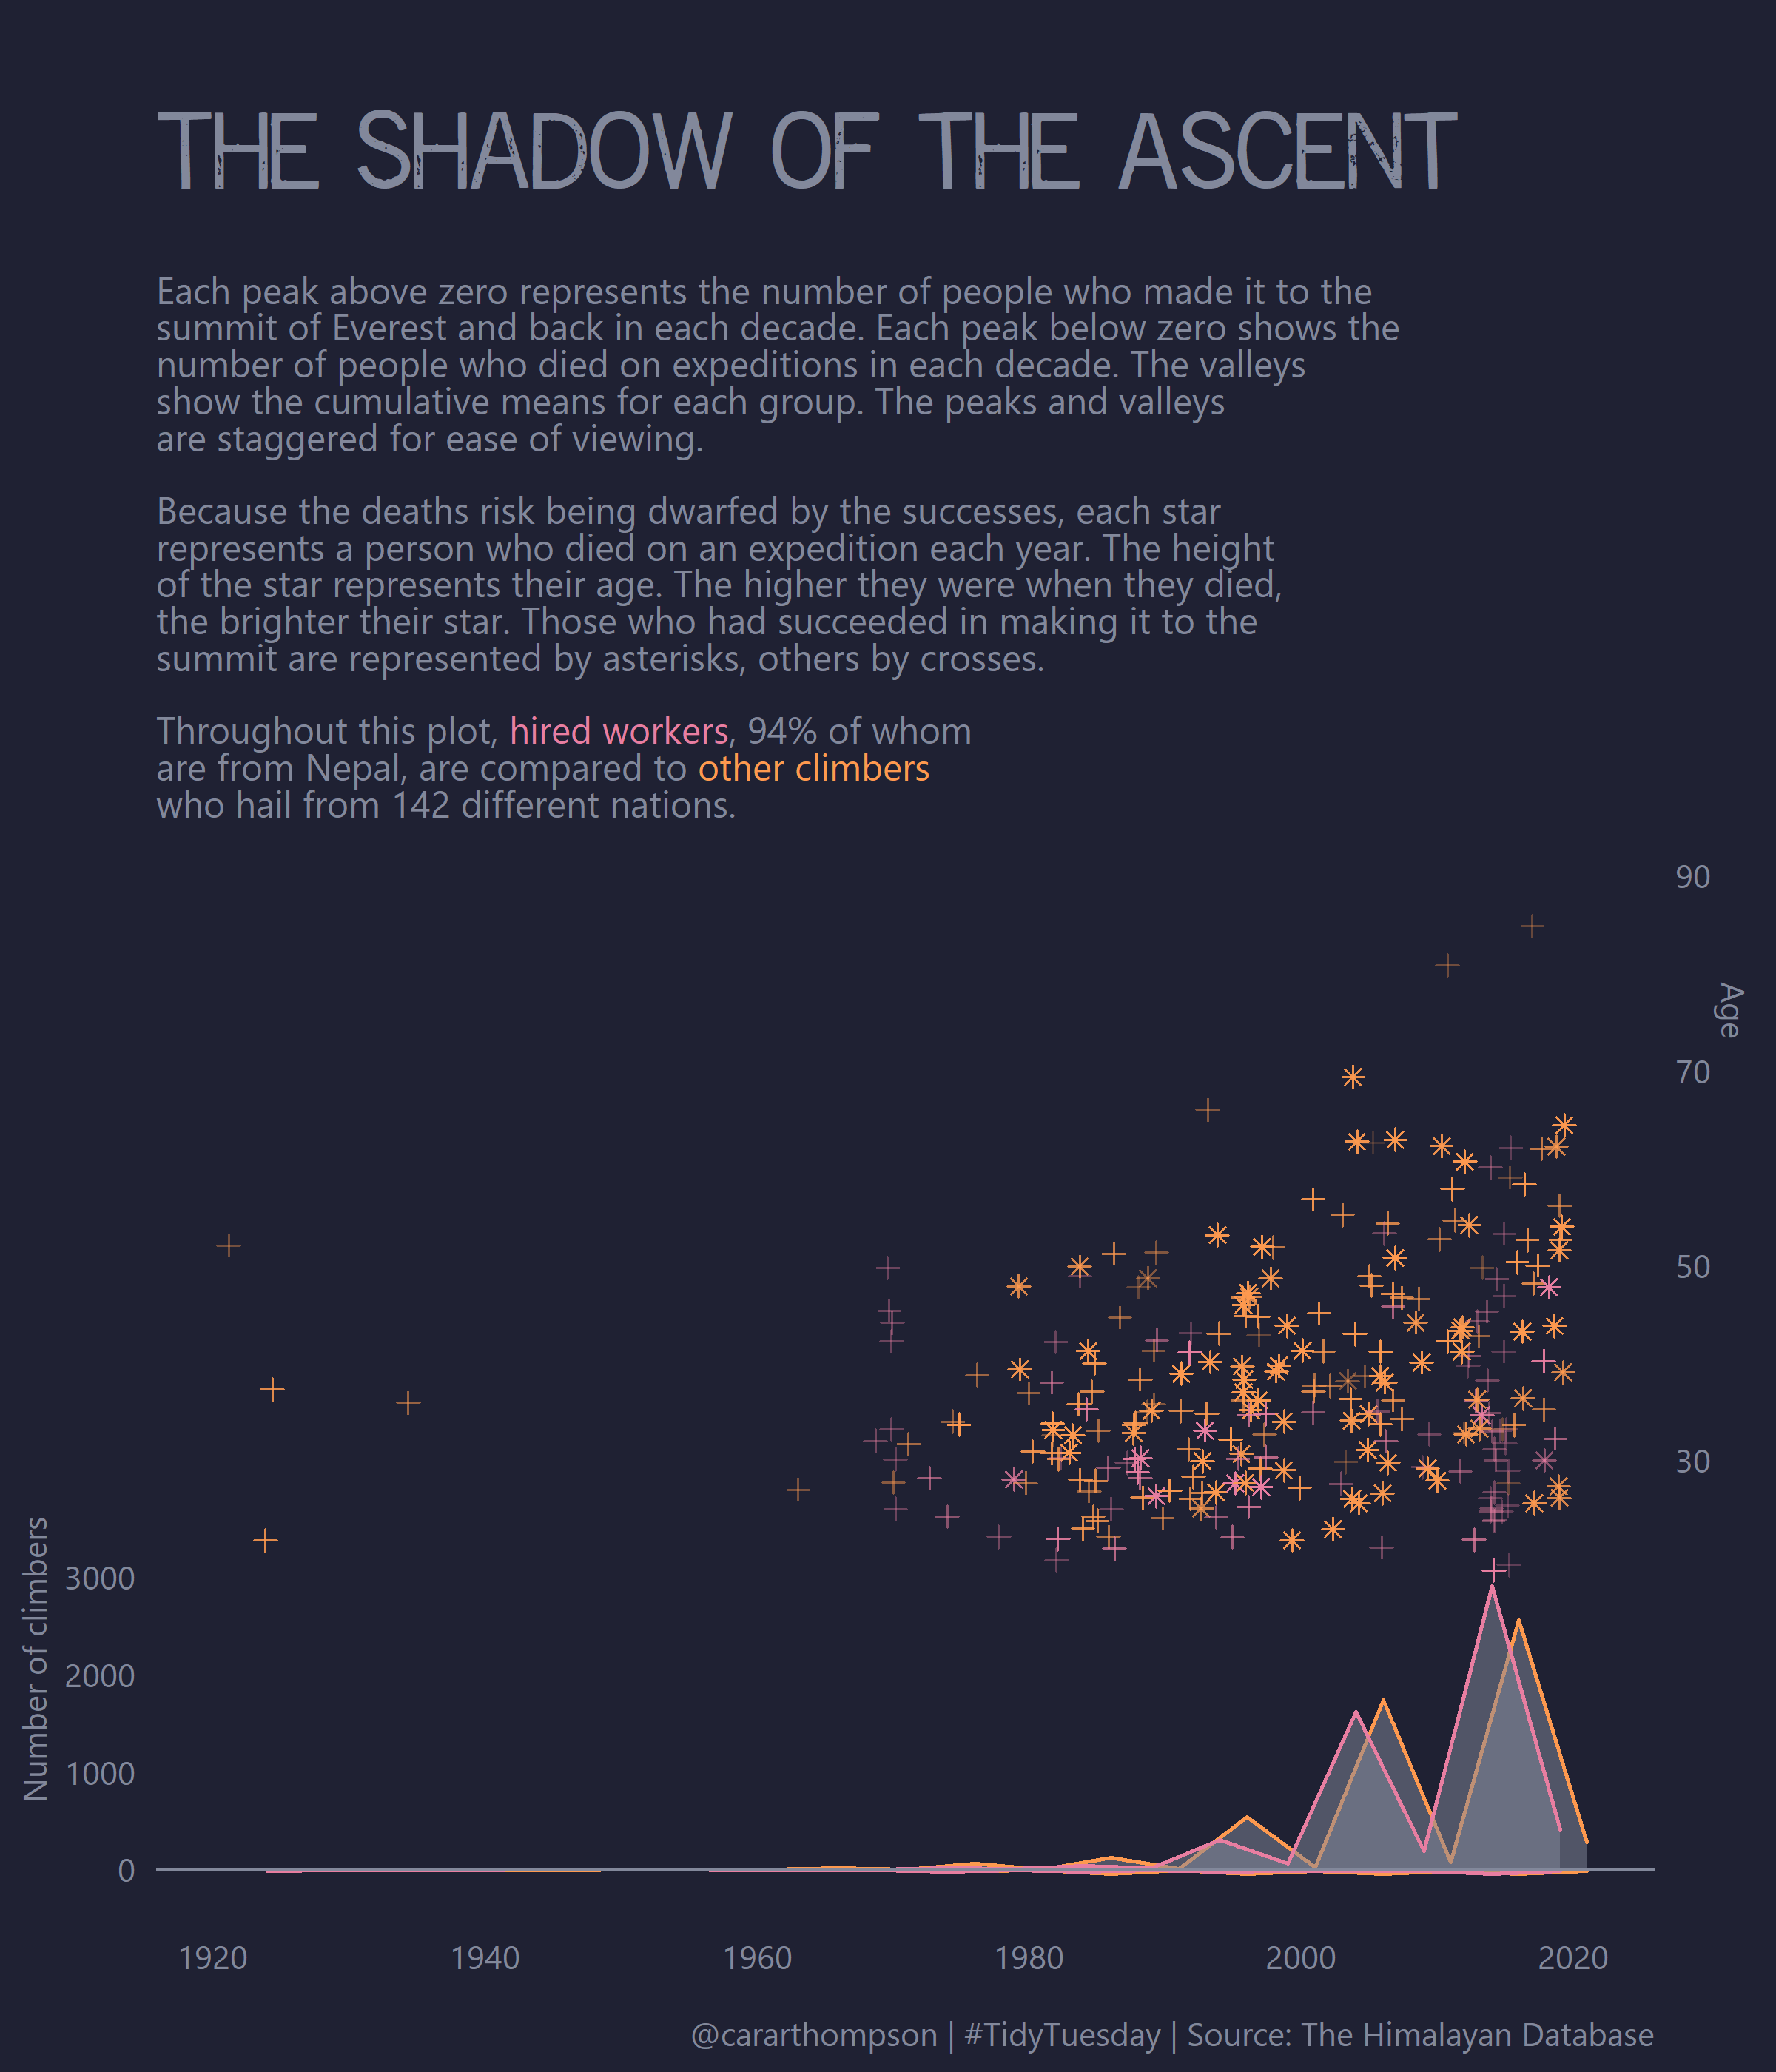 THE SHADOW OF THE ASCENT
Each peak above zero represents the number of people who made it to the
summit of Everest and back in each decade. Each peak below zero shows the
number of people who died on expeditions in each decade. The valleys
show the cumulative means for each group. The peaks and valleys
are staggered for ease of viewing.
Because the deaths risk being dwarfed by the successes, each star
represents a person who died on an expedition each year. The height
of the star represents their age. The higher they were when they died,
the brighter their star. Those who had succeeded in making it to the
summit are represented by asterisks, others by crosses.
Throughout this plot, hired workers, 94% of whom
are from Nepal, are compared to other climbers
who hail from 142 different nations.
90
70
50
30
Age
Number of climbers
3000
2000
1000
0
1920 1940 1960 1980 2000 2020
@cararthompson | #TidyTuesday | Source: The Himalayan Database